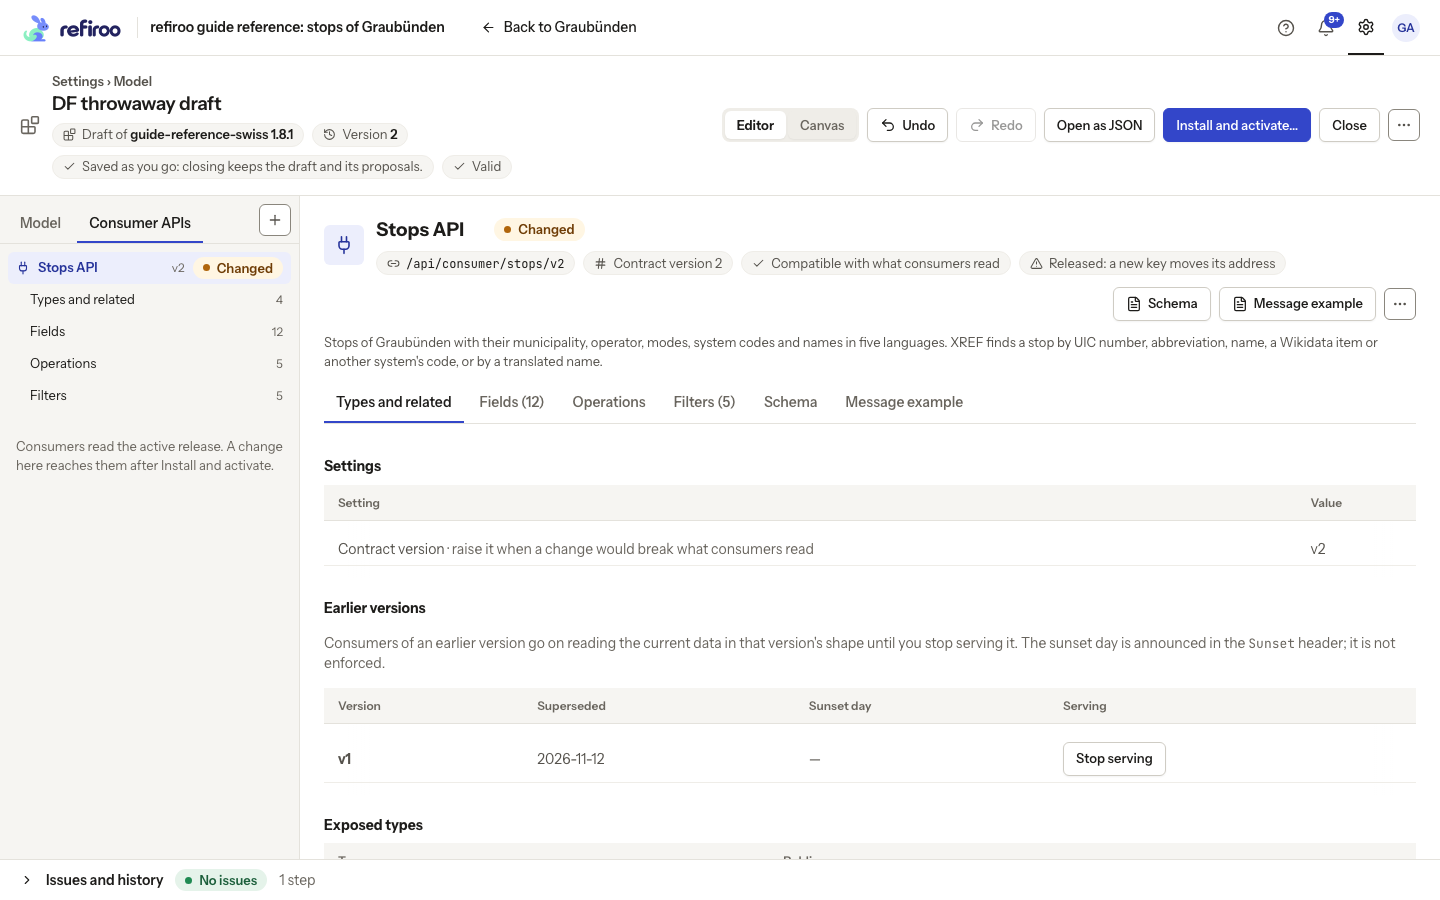 refiroo
refiroo guide reference: stops of Graubünden
Back to Graubünden
9+
GA
Settings › Model
DF throwaway draft
Draft of guide-reference-swiss 1.8.1
Version 2
Saved as you go: closing keeps the draft and its proposals.
Valid
Editor
Canvas
Undo
Redo
Open as JSON
Install and activate...
Close
Model
Consumer APIs
Stops API
v2
Changed
Types and related
4
Fields
12
Operations
5
Filters
5
Consumers read the active release. A change
here reaches them after Install and activate.
Stops API
Changed
/api/consumer/stops/v2
Contract version 2
Compatible with what consumers read
Released: a new key moves its address
Schema
Message example
Stops of Graubünden with their municipality, operator, modes, system codes and names in five languages. XREF finds a stop by UIC number, abbreviation, name, a Wikidata item or
another system's code, or by a translated name.
Types and related
Fields (12)
Operations
Filters (5)
Schema
Message example
Settings
Setting
Value
Contract version · raise it when a change would break what consumers read
v2
Earlier versions
Consumers of an earlier version go on reading the current data in that version's shape until you stop serving it. The sunset day is announced in the Sunset header; it is not
enforced.
Version
Superseded
Sunset day
Serving
v1
2026-11-12
—
Stop serving
Exposed types
Issues and history
No issues
1 step